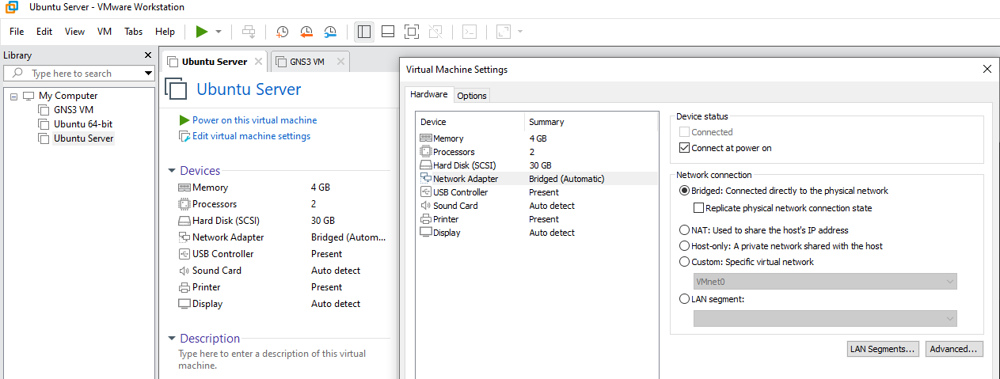 Ubuntu Server - VMware Workstation
File Edit View VM Tabs Help
Library
Type here to search
My Computer
GNS3 VM
Ubuntu 64-bit
Ubuntu Server
Ubuntu Server
GNS3 VM
Ubuntu Server
Power on this virtual machine
Edit virtual machine settings
Devices
Memory 4 GB
Processors 2
Hard Disk (SCSI) 30 GB
Network Adapter Bridged (Autom...
USB Controller Present
Sound Card Auto detect
Printer Present
Display Auto detect
Description
Type here to enter a description of this virtual
machine.
Virtual Machine Settings
Hardware Options
Device Summary
Memory 4 GB
Processors 2
Hard Disk (SCSI) 30 GB
Network Adapter Bridged (Automatic)
USB Controller Present
Sound Card Auto detect
Printer Present
Display Auto detect
Device status
Connected
Connect at power on
Network connection
Bridged: Connected directly to the physical network
Replicate physical network connection state
NAT: Used to share the host's IP address
Host-only: A private network shared with the host
Custom: Specific virtual network
VMnet0
LAN segment:
LAN Segments... Advanced...